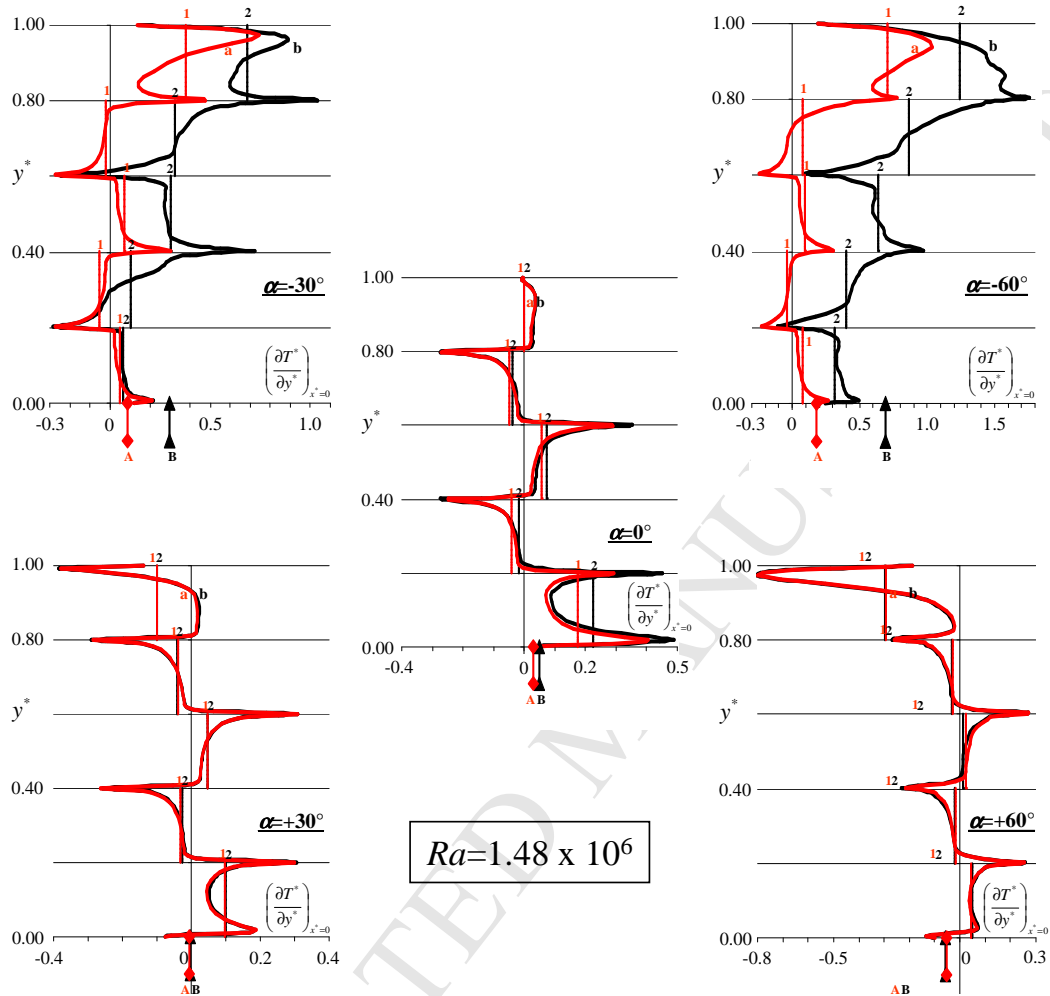 1 2
1.00
a b
1 2
0.80
1 2
y*
1 2
0.40
α=-30°
1 2
(∂T*/∂y*)x*=0
0.00
-0.3 0 0.5 1.0
A B
1 2
1.00
a b
1 2
0.80
1 2
y*
1 2
0.40
α=-60°
2
1
(∂T*/∂y*)x*=0
0.00
-0.3 0 0.5 1.0 1.5
A B
12
1.00
a b
12
0.80
12
y*
12
0.40
α=0°
1 2
(∂T*/∂y*)x*=0
0.00
-0.4 0 0.2 0.5
A B
12
1.00
a b
12
0.80
12
y*
12
0.40
α=+30°
12
(∂T*/∂y*)x*=0
0.00
-0.4 0 0.2 0.4
AB
12
1.00
a b
12
0.80
12
y*
12
0.40
α=+60°
12
(∂T*/∂y*)x*=0
0.00
-0.8 -0.5 0 0.3
AB
Ra=1.48 x 10⁶
TED MANU